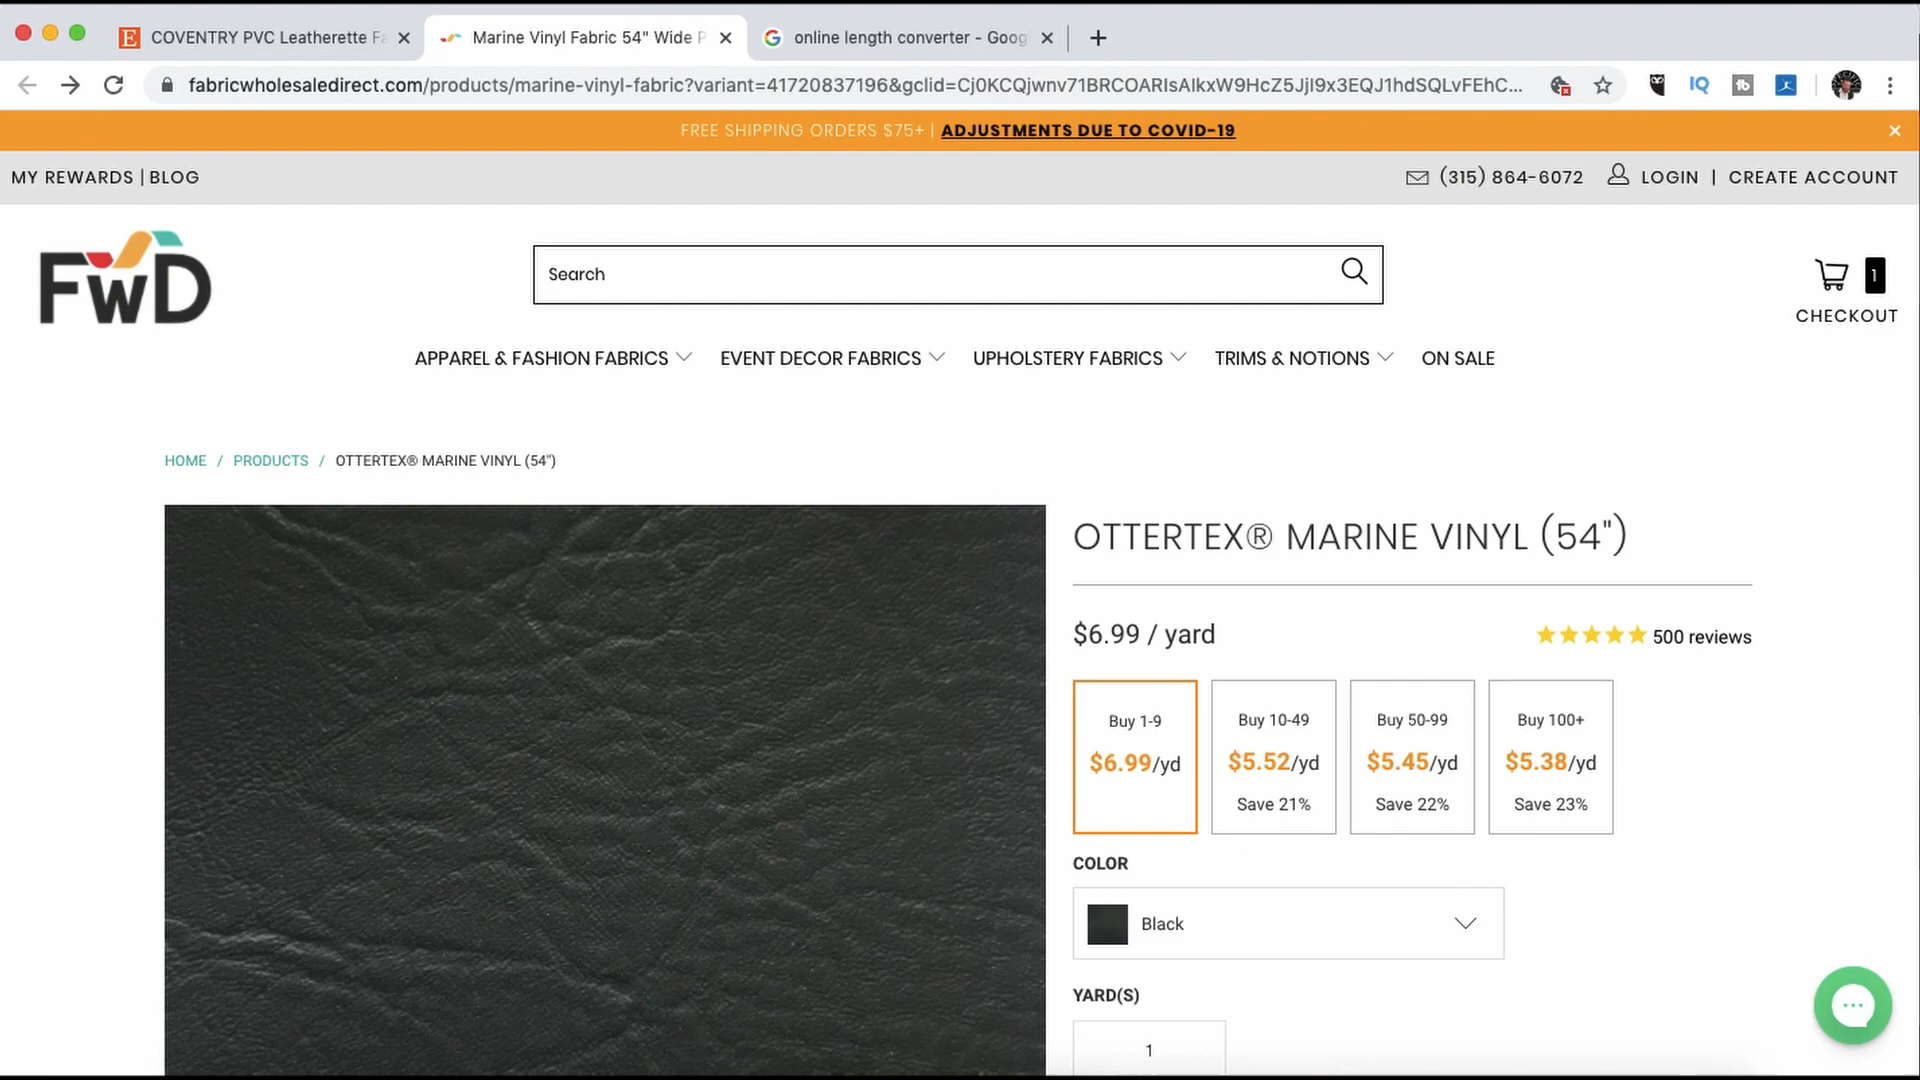 COVENTRY PVC Leatherette Fa
Marine Vinyl Fabric 54" Wide P
online length converter - Goog
fabricwholesaledirect.com/products/marine-vinyl-fabric?variant=41720837196&gclid=Cj0KCQjwnv71BRCOARIsAIkxW9HcZ5JjI9x3EQJ1hdSQLvFEhC...
IQ
tb
FREE SHIPPING ORDERS $75+ | ADJUSTMENTS DUE TO COVID-19
MY REWARDS | BLOG
(315) 864-6072
LOGIN | CREATE ACCOUNT
FWD
Search
1
CHECKOUT
APPAREL & FASHION FABRICS
EVENT DECOR FABRICS
UPHOLSTERY FABRICS
TRIMS & NOTIONS
ON SALE
HOME / PRODUCTS / OTTERTEX® MARINE VINYL (54")
OTTERTEX® MARINE VINYL (54")
$6.99 / yard
500 reviews
Buy 1-9
$6.99/yd
Buy 10-49
$5.52/yd
Save 21%
Buy 50-99
$5.45/yd
Save 22%
Buy 100+
$5.38/yd
Save 23%
COLOR
Black
YARD(S)
1